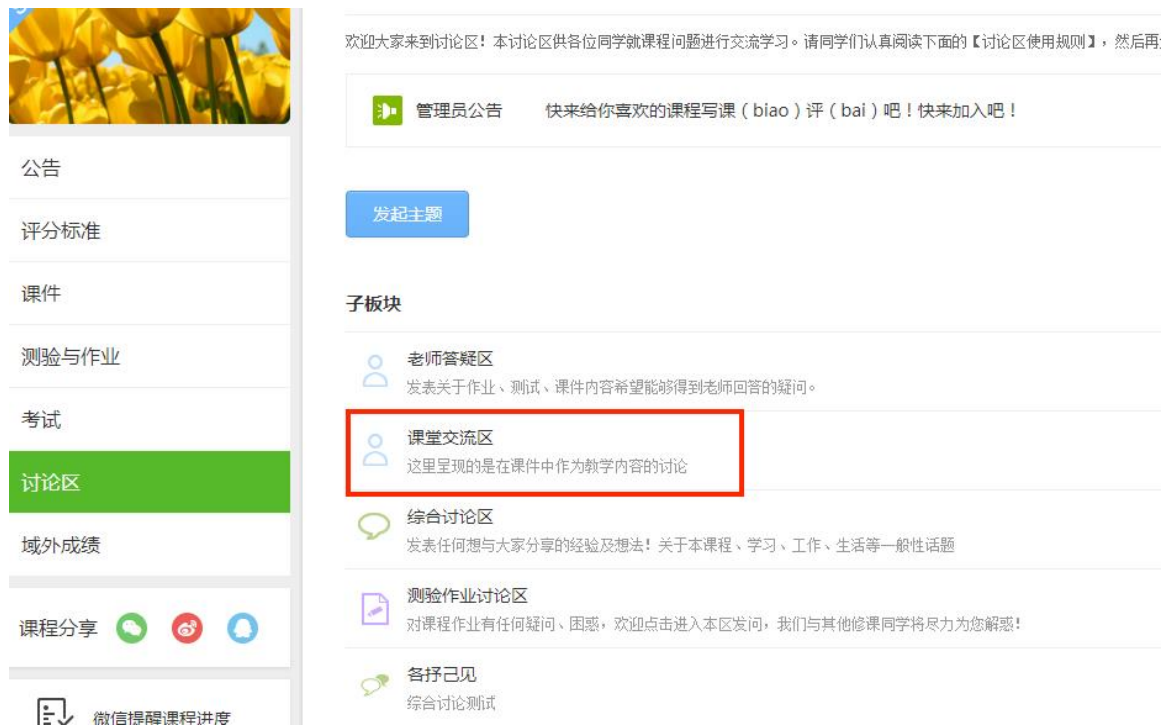 欢迎大家来到讨论区！本讨论区供各位同学就课程问题进行交流学习。请同学们认真阅读下面的【讨论区使用规则】，然后再
管理员公告 快来给你喜欢的课程写课（biao）评（bai）吧！快来加入吧！
公告
评分标准
课件
测验与作业
考试
讨论区
域外成绩
课程分享
微信提醒课程进度
发起主题
子板块
老师答疑区
发表关于作业、测试、课件内容希望能够得到老师回答的疑问。
课堂交流区
这里呈现的是在课件中作为教学内容的讨论
综合讨论区
发表任何想与大家分享的经验及想法！关于本课程、学习、工作、生活等一般性话题
测验作业讨论区
对课程作业有任何疑问、困惑，欢迎点击进入本区发问，我们与其他修课同学将尽力为您解惑！
各抒己见
综合讨论测试